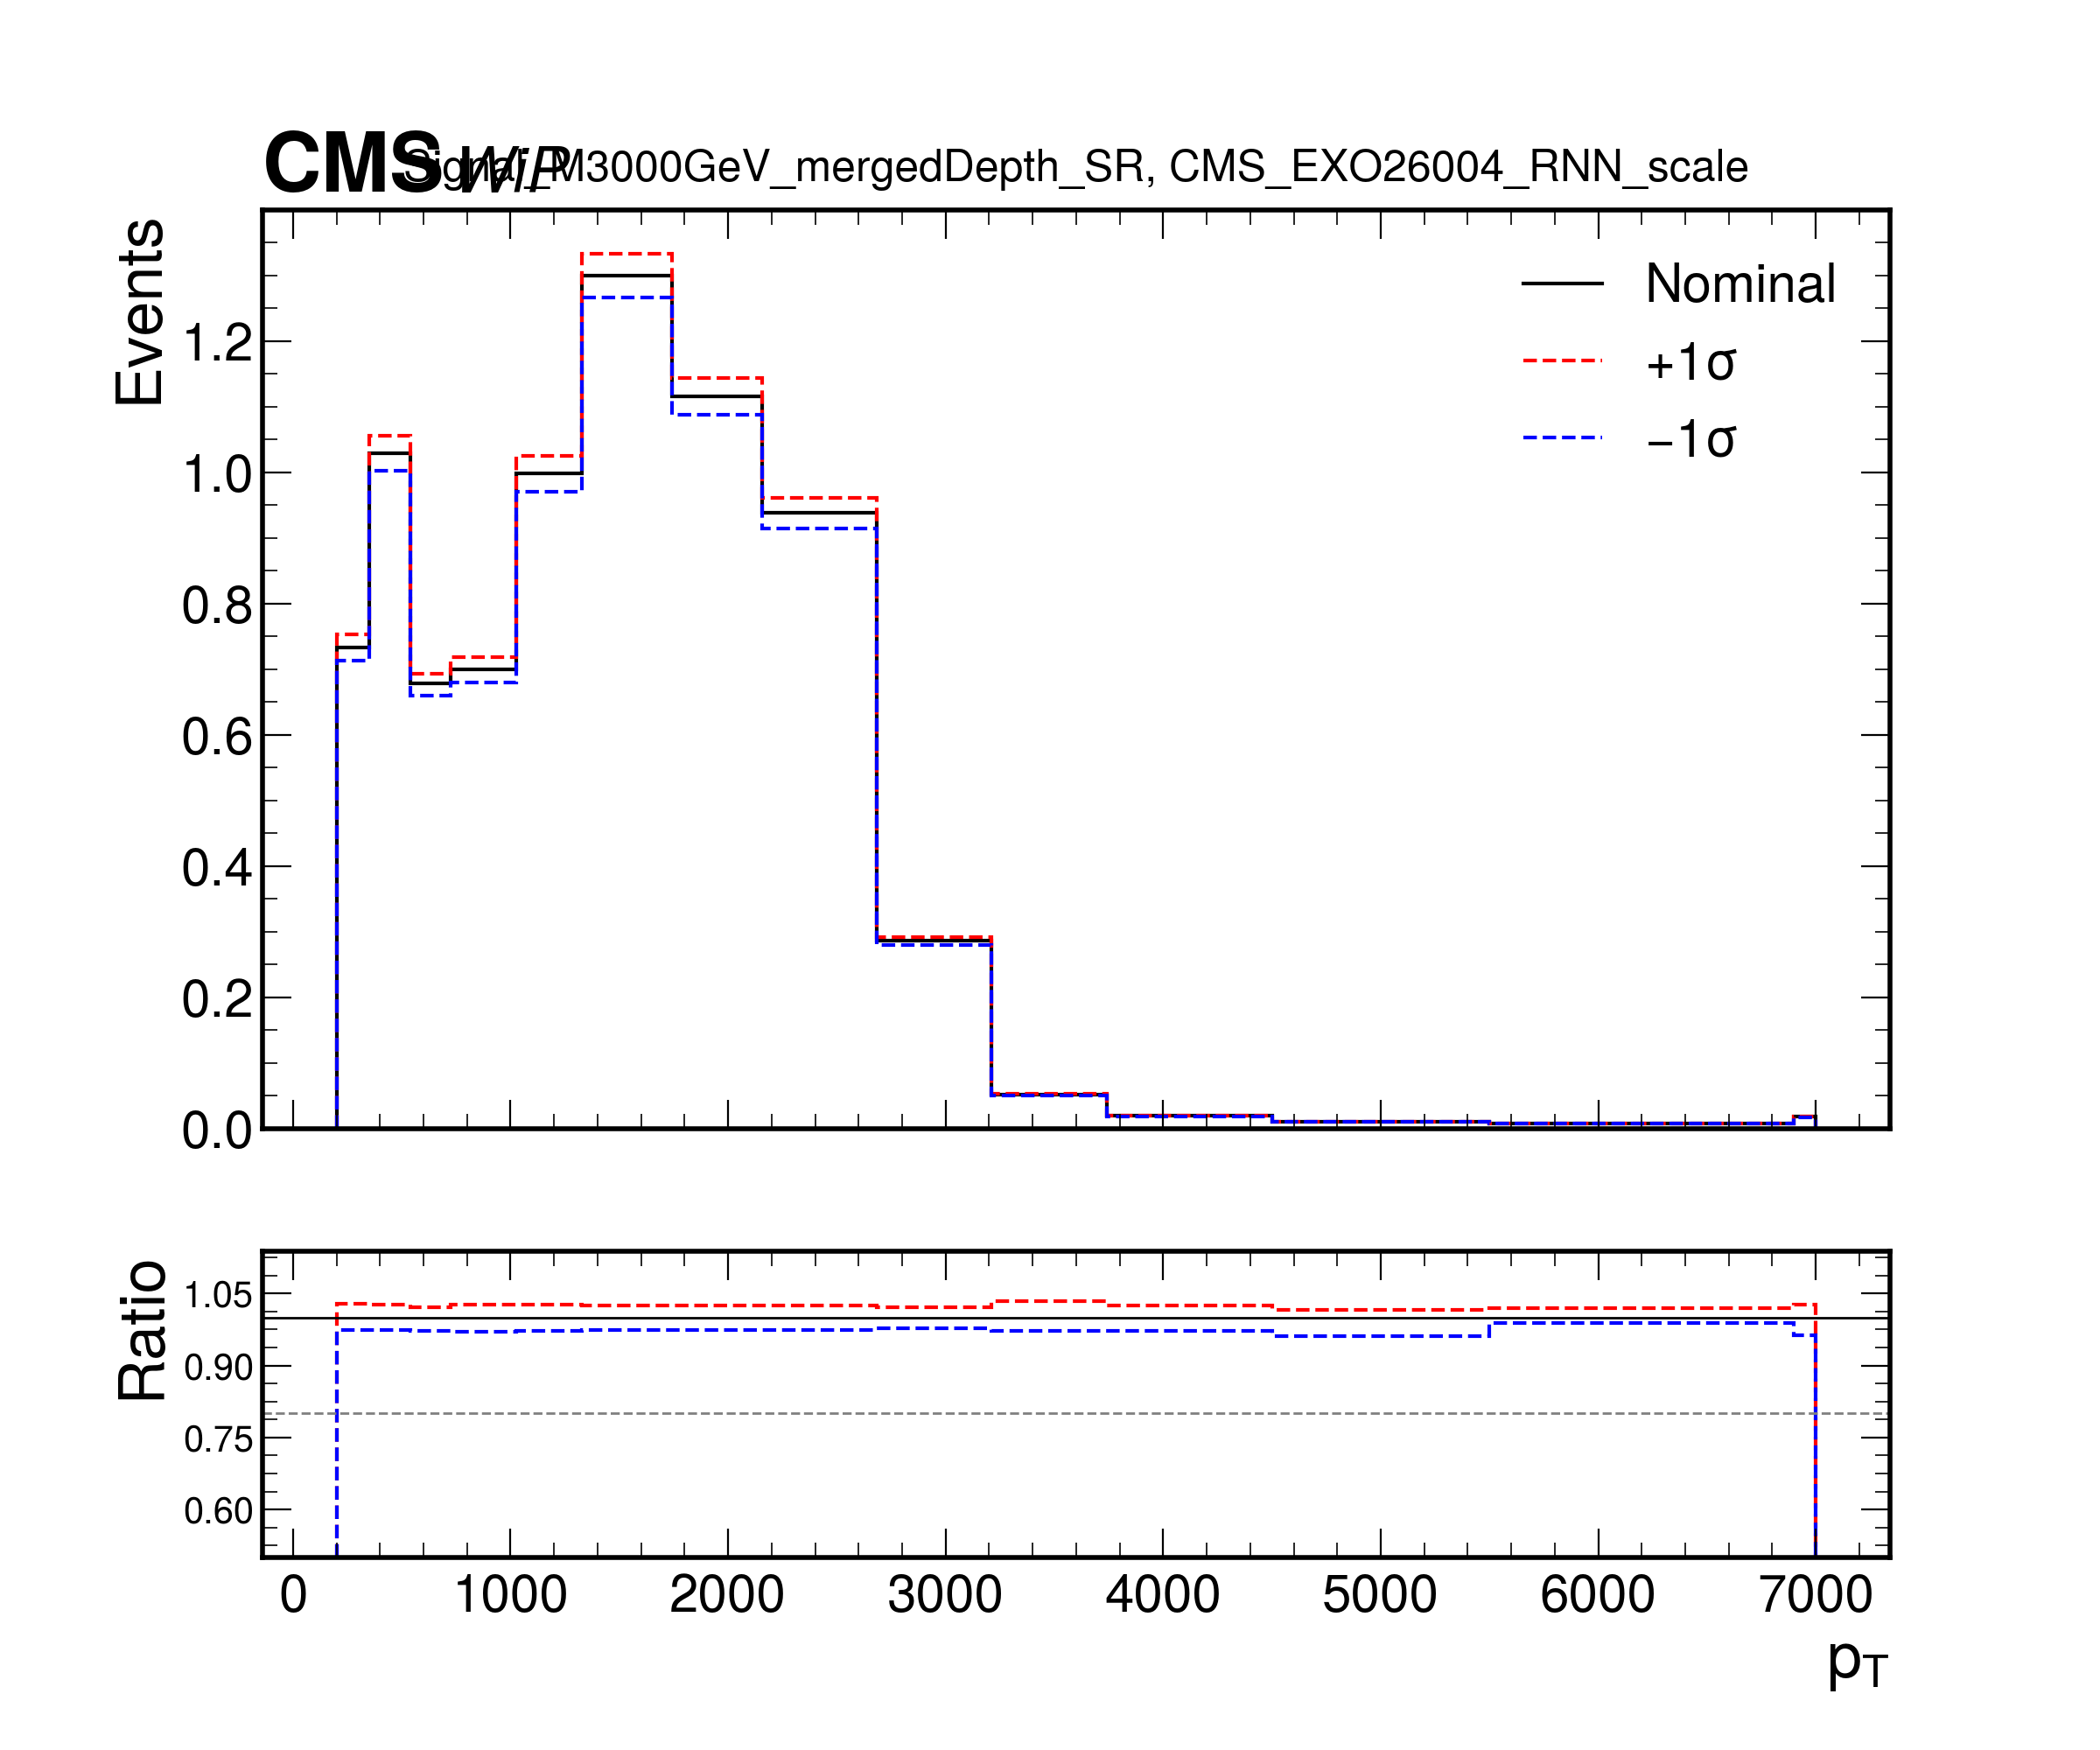 CMS WiP Signal_M3000GeV_mergedDepth_SR, CMS_EXO26004_RNN_scale
Events
Nominal
+1σ
−1σ
1.2
1.0
0.8
0.6
0.4
0.2
0.0
Ratio
1.05
0.90
0.75
0.60
0 1000 2000 3000 4000 5000 6000 7000
pT